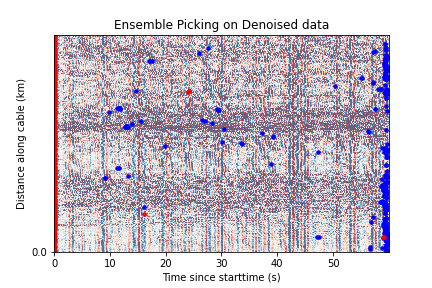 Ensemble Picking on Denoised data
Distance along cable (km)
0.0
0 10 20 30 40 50
Time since starttime (s)